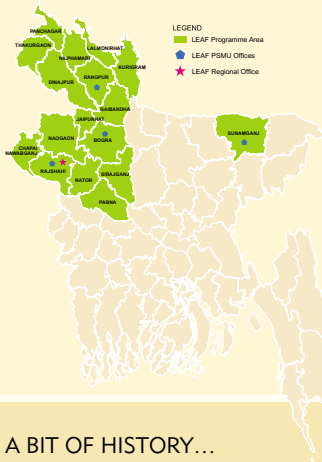 LEGEND
LEAF Programme Area
LEAF PSMU Offices
LEAF Regional Office
PANCHAGAR
THAKURGAON
NILPHAMARI
LALMONIRHAT
KURIGRAM
RANGPUR
DINAJPUR
GAIBANDHA
JAIPURHAT
BOGRA
NAOGAON
CHAPAI
NAWABGANJ
RAJSHAHI
NATOR
SIRAJGANJ
PABNA
SUNAMGANJ
A BIT OF HISTORY…